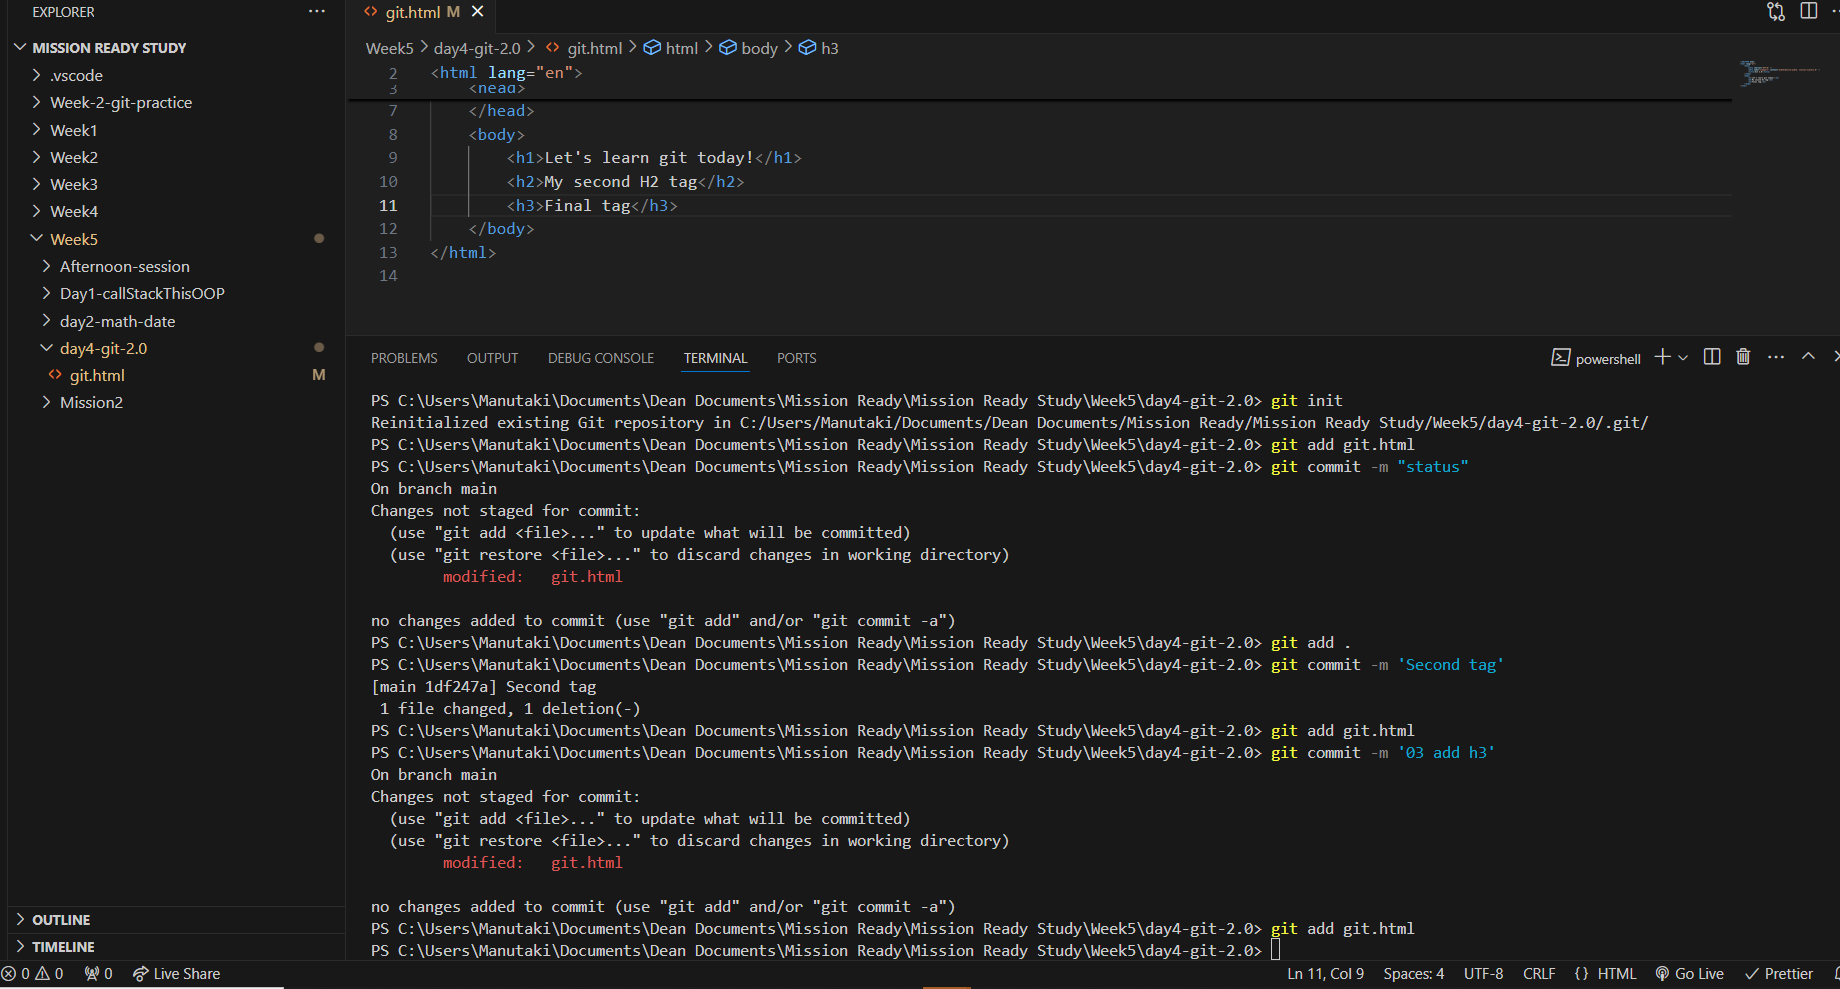 EXPLORER
MISSION READY STUDY
.vscode
Week-2-git-practice
Week1
Week2
Week3
Week4
Week5
Afternoon-session
Day1-callStackThisOOP
day2-math-date
day4-git-2.0
<> git.html M
Mission2
OUTLINE
TIMELINE
<> git.html M
Week5 > day4-git-2.0 > <> git.html > html > body > h3
2 <html lang="en">
3 <head>
7 </head>
8 <body>
9 <h1>Let's learn git today!</h1>
10 <h2>My second H2 tag</h2>
11 <h3>Final tag</h3>
12 </body>
13 </html>
14
PROBLEMS OUTPUT DEBUG CONSOLE TERMINAL PORTS powershell
PS C:\Users\Manutaki\Documents\Dean Documents\Mission Ready\Mission Ready Study\Week5\day4-git-2.0> git init
Reinitialized existing Git repository in C:/Users/Manutaki/Documents/Dean Documents/Mission Ready/Mission Ready Study/Week5/day4-git-2.0/.git/
PS C:\Users\Manutaki\Documents\Dean Documents\Mission Ready\Mission Ready Study\Week5\day4-git-2.0> git add git.html
PS C:\Users\Manutaki\Documents\Dean Documents\Mission Ready\Mission Ready Study\Week5\day4-git-2.0> git commit -m "status"
On branch main
Changes not staged for commit:
(use "git add <file>..." to update what will be committed)
(use "git restore <file>..." to discard changes in working directory)
modified: git.html
no changes added to commit (use "git add" and/or "git commit -a")
PS C:\Users\Manutaki\Documents\Dean Documents\Mission Ready\Mission Ready Study\Week5\day4-git-2.0> git add .
PS C:\Users\Manutaki\Documents\Dean Documents\Mission Ready\Mission Ready Study\Week5\day4-git-2.0> git commit -m 'Second tag'
[main 1df247a] Second tag
1 file changed, 1 deletion(-)
PS C:\Users\Manutaki\Documents\Dean Documents\Mission Ready\Mission Ready Study\Week5\day4-git-2.0> git add git.html
PS C:\Users\Manutaki\Documents\Dean Documents\Mission Ready\Mission Ready Study\Week5\day4-git-2.0> git commit -m '03 add h3'
On branch main
Changes not staged for commit:
(use "git add <file>..." to update what will be committed)
(use "git restore <file>..." to discard changes in working directory)
modified: git.html
no changes added to commit (use "git add" and/or "git commit -a")
PS C:\Users\Manutaki\Documents\Dean Documents\Mission Ready\Mission Ready Study\Week5\day4-git-2.0> git add git.html
PS C:\Users\Manutaki\Documents\Dean Documents\Mission Ready\Mission Ready Study\Week5\day4-git-2.0>
0 0 0 Live Share Ln 11, Col 9 Spaces: 4 UTF-8 CRLF {} HTML Go Live Prettier